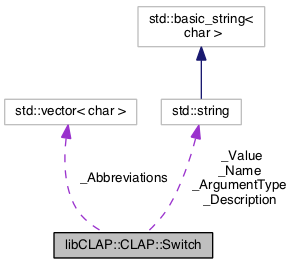 std::basic_string<
char >
std::vector< char >
std::string
_Abbreviations
_Value
_Name
_ArgumentType
_Description
libCLAP::CLAP::Switch